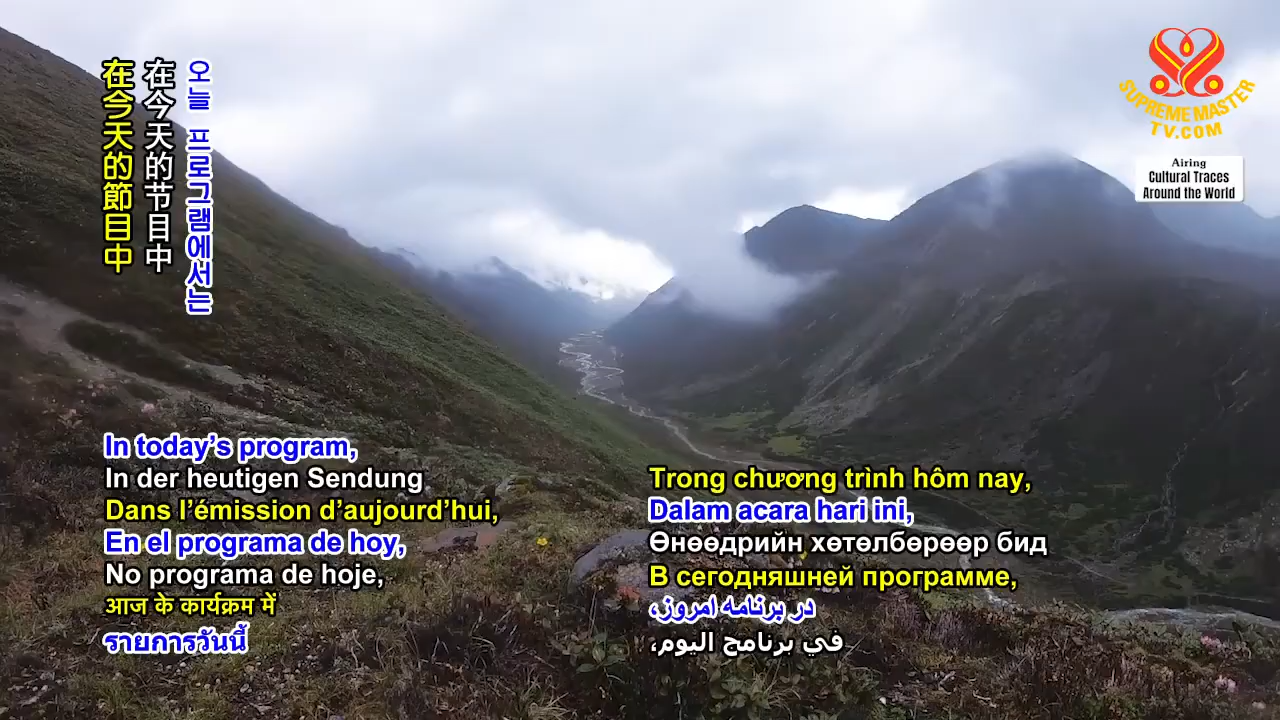 在今天的節目中
在今天的节目中
오늘 프로그램에서는
In today’s program,
In der heutigen Sendung
Dans l’émission d’aujourd’hui,
En el programa de hoy,
No programa de hoje,
आज के कार्यक्रम में
รายการวันนี้
Trong chương trình hôm nay,
Dalam acara hari ini,
Өнөөдрийн хөтөлбөрөөр бид
В сегодняшней программе,
در برنامه امروز،
في برنامج اليوم،
SUPREME MASTER
TV.COM
Airing
Cultural Traces
Around the World